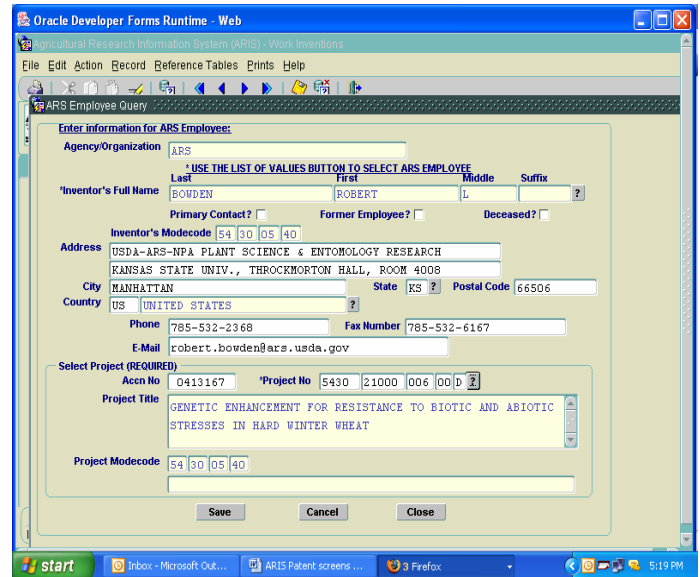 Oracle Developer Forms Runtime - Web
Agricultural Research Information System (ARIS) - Work Inventions
File Edit Action Record Reference Tables Prints Help
ARS Employee Query
Enter information for ARS Employee:
Agency/Organization ARS
* USE THE LIST OF VALUES BUTTON TO SELECT ARS EMPLOYEE
Last First Middle Suffix
*Inventor's Full Name BOWDEN ROBERT L ?
Primary Contact? Former Employee? Deceased?
Inventor's Modecode 54 30 05 40
Address USDA-ARS-NPA PLANT SCIENCE & ENTOMOLOGY RESEARCH
KANSAS STATE UNIV., THROCKMORTON HALL, ROOM 4008
City MANHATTAN State KS ? Postal Code 66506
Country US UNITED STATES ?
Phone 785-532-2368 Fax Number 785-532-6167
E-Mail robert.bowden@ars.usda.gov
Select Project (REQUIRED)
Accn No 0413167 *Project No 5430 21000 006 00 D ?
Project Title GENETIC ENHANCEMENT FOR RESISTANCE TO BIOTIC AND ABIOTIC
STRESSES IN HARD WINTER WHEAT
Project Modecode 54 30 05 40
Save Cancel Close
start Inbox - Microsoft Out... ARIS Patent screens ... 3 Firefox 5:19 PM